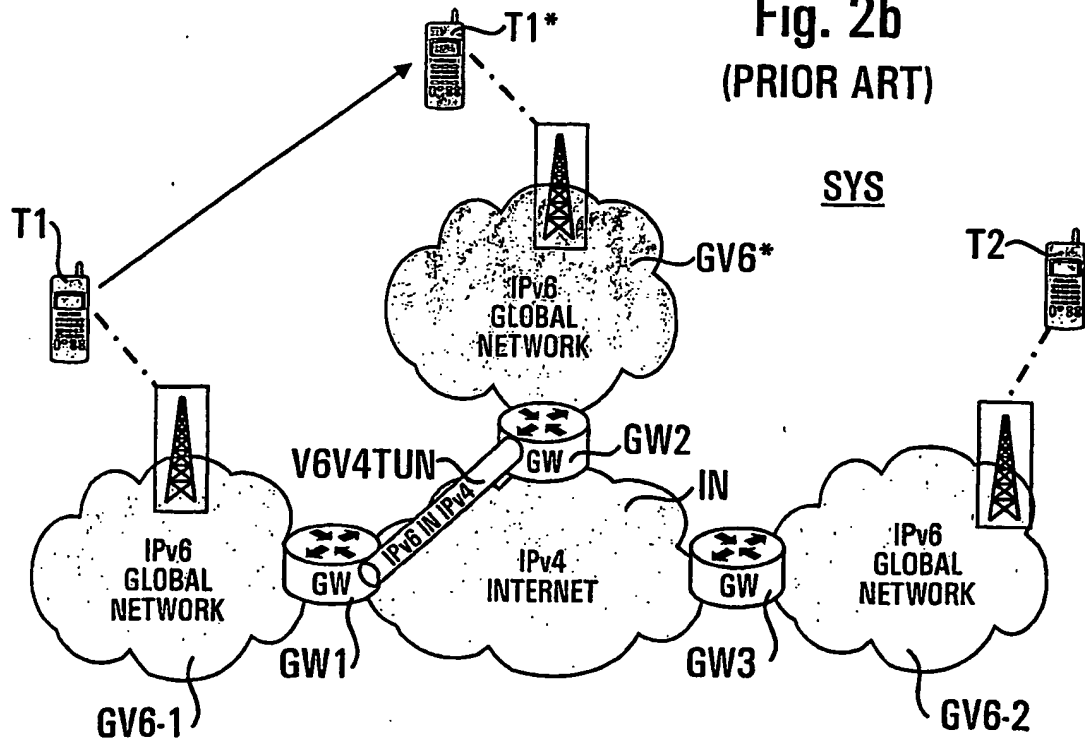 Fig. 2b
(PRIOR ART)
SYS
T1*
T1
T2
GV6*
IPv6
GLOBAL
NETWORK
GW
GW2
V6V4TUN
IPv6 IN IPv4
IN
IPv6
GLOBAL
NETWORK
GW
GW1
IPv4
INTERNET
GW
GW3
IPv6
GLOBAL
NETWORK
GV6-1
GV6-2